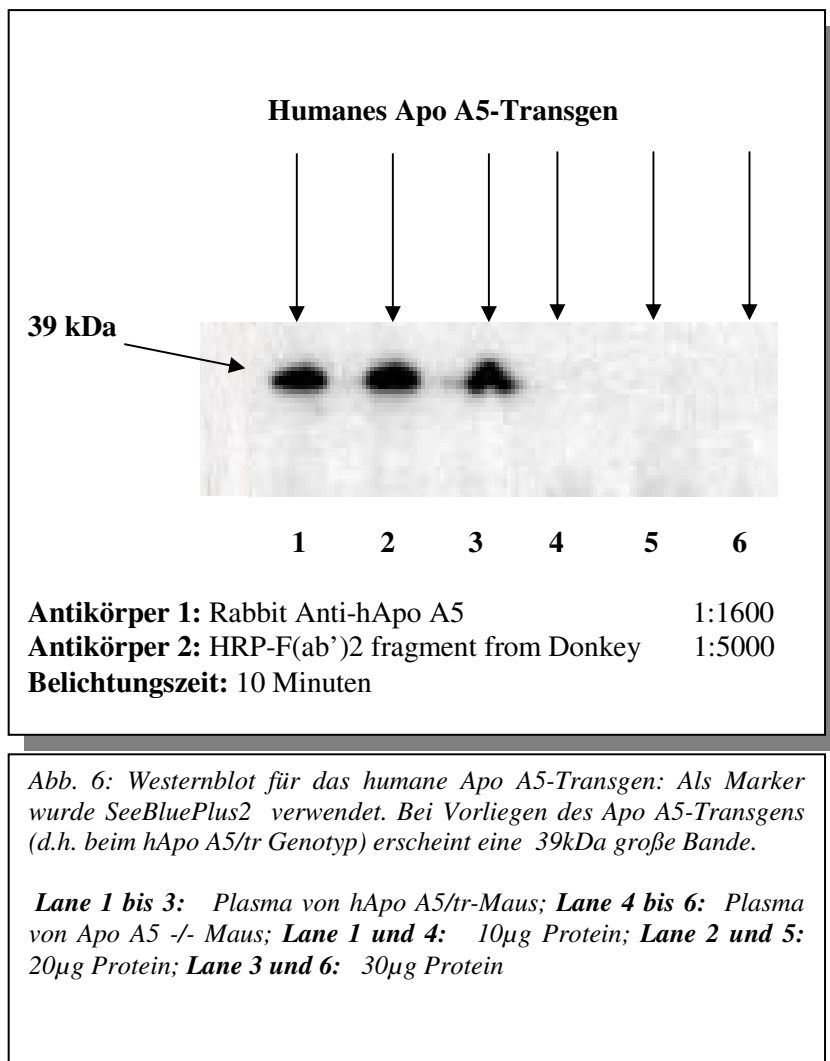 Humanes Apo A5-Transgen
39 kDa
1 2 3 4 5 6
Antikörper 1: Rabbit Anti-hApo A5 1:1600
Antikörper 2: HRP-F(ab’)2 fragment from Donkey 1:5000
Belichtungszeit: 10 Minuten
Abb. 6: Westernblot für das humane Apo A5-Transgen: Als Marker
wurde SeeBluePlus2 verwendet. Bei Vorliegen des Apo A5-Transgens
(d.h. beim hApo A5/tr Genotyp) erscheint eine 39kDa große Bande.
Lane 1 bis 3: Plasma von hApo A5/tr-Maus; Lane 4 bis 6: Plasma
von Apo A5 -/- Maus; Lane 1 und 4: 10µg Protein; Lane 2 und 5:
20µg Protein; Lane 3 und 6: 30µg Protein